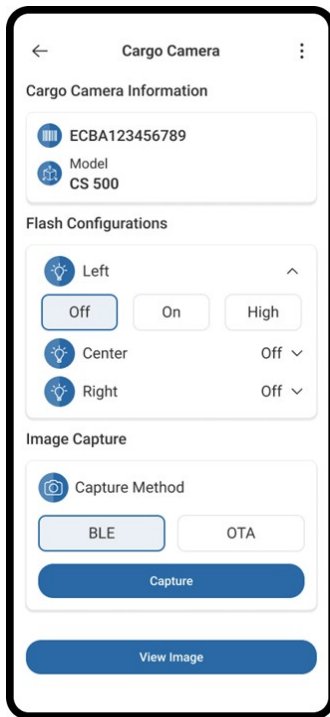 Cargo Camera
Cargo Camera Information
ECBA123456789
Model
CS 500
Flash Configurations
Left
Off On High
Center Off
Right Off
Image Capture
Capture Method
BLE OTA
Capture
View Image